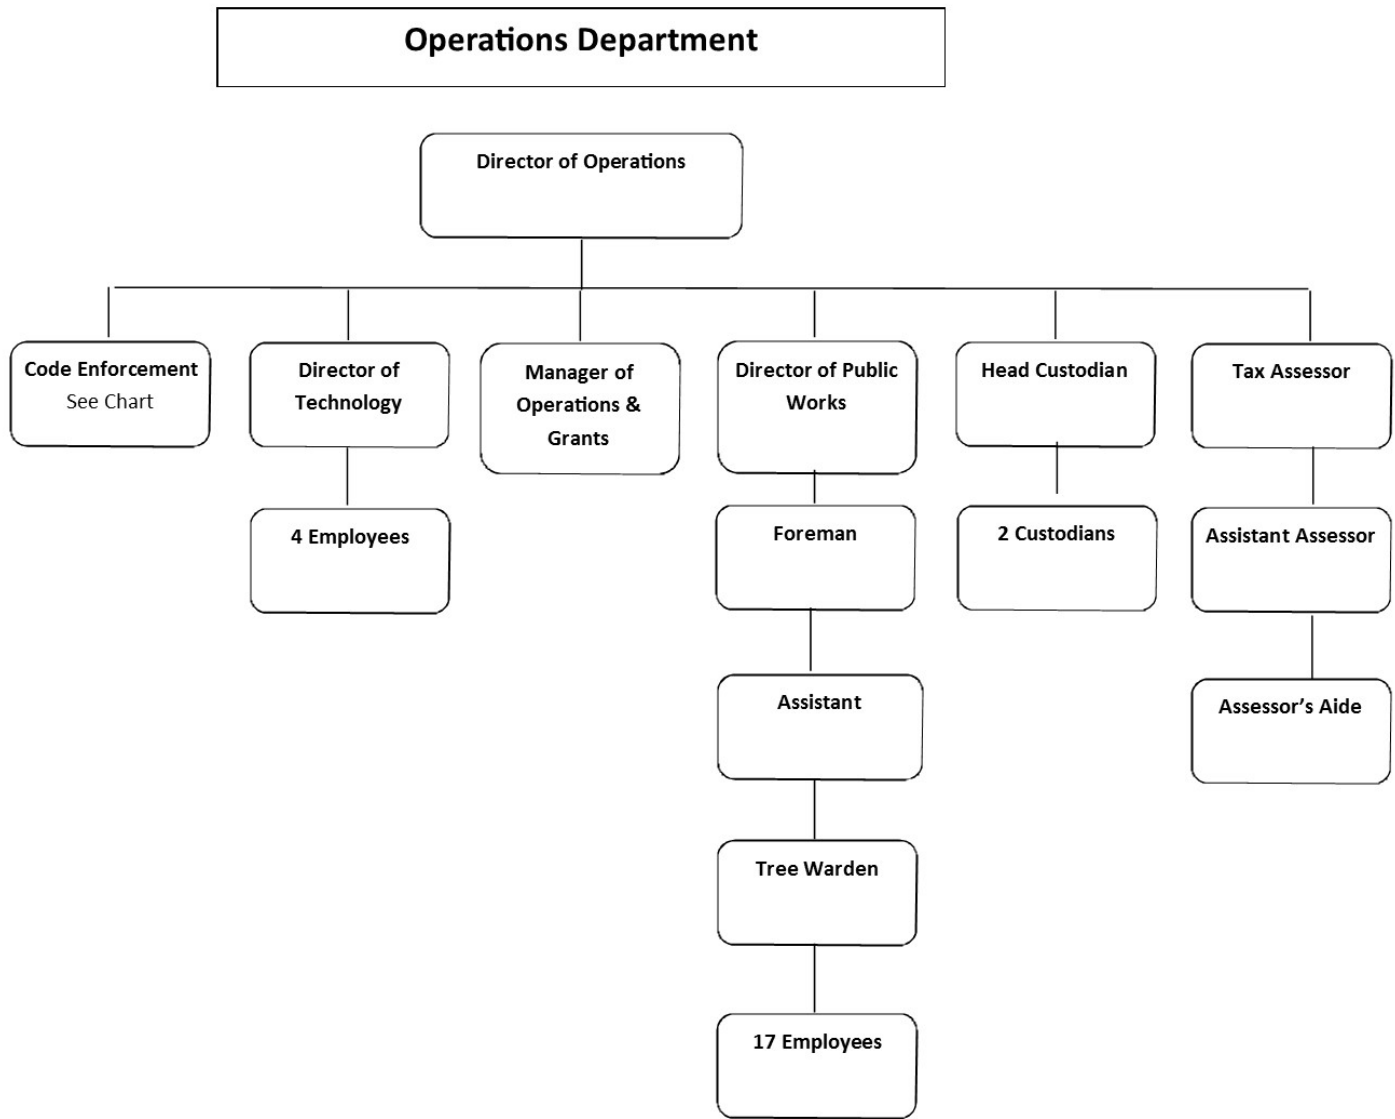 Operations Department
Director of Operations
Code Enforcement
See Chart
Director of
Technology
Manager of
Operations &
Grants
Director of Public
Works
Head Custodian
Tax Assessor
4 Employees
Foreman
2 Custodians
Assistant Assessor
Assistant
Assessor’s Aide
Tree Warden
17 Employees